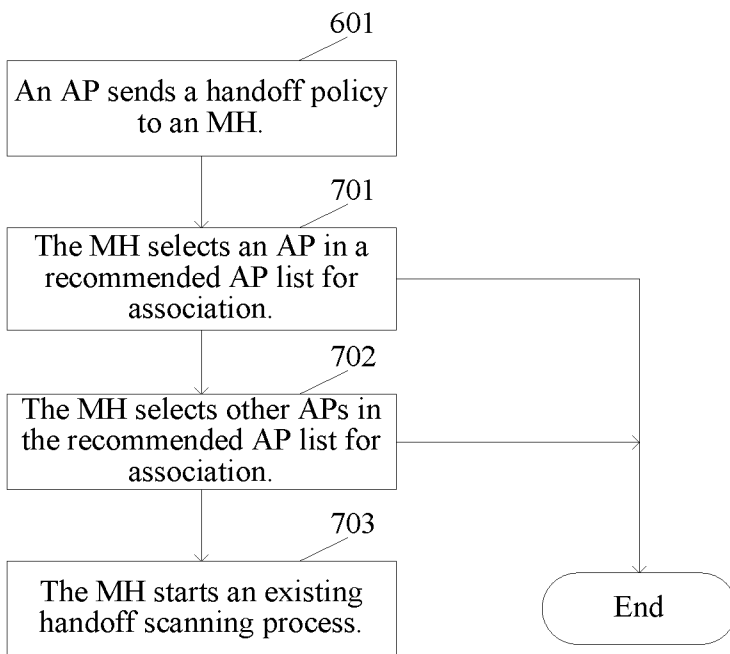 601
An AP sends a handoff policy
to an MH.
701
The MH selects an AP in a
recommended AP list for
association.
702
The MH selects other APs in
the recommended AP list for
association.
703
The MH starts an existing
handoff scanning process.
End